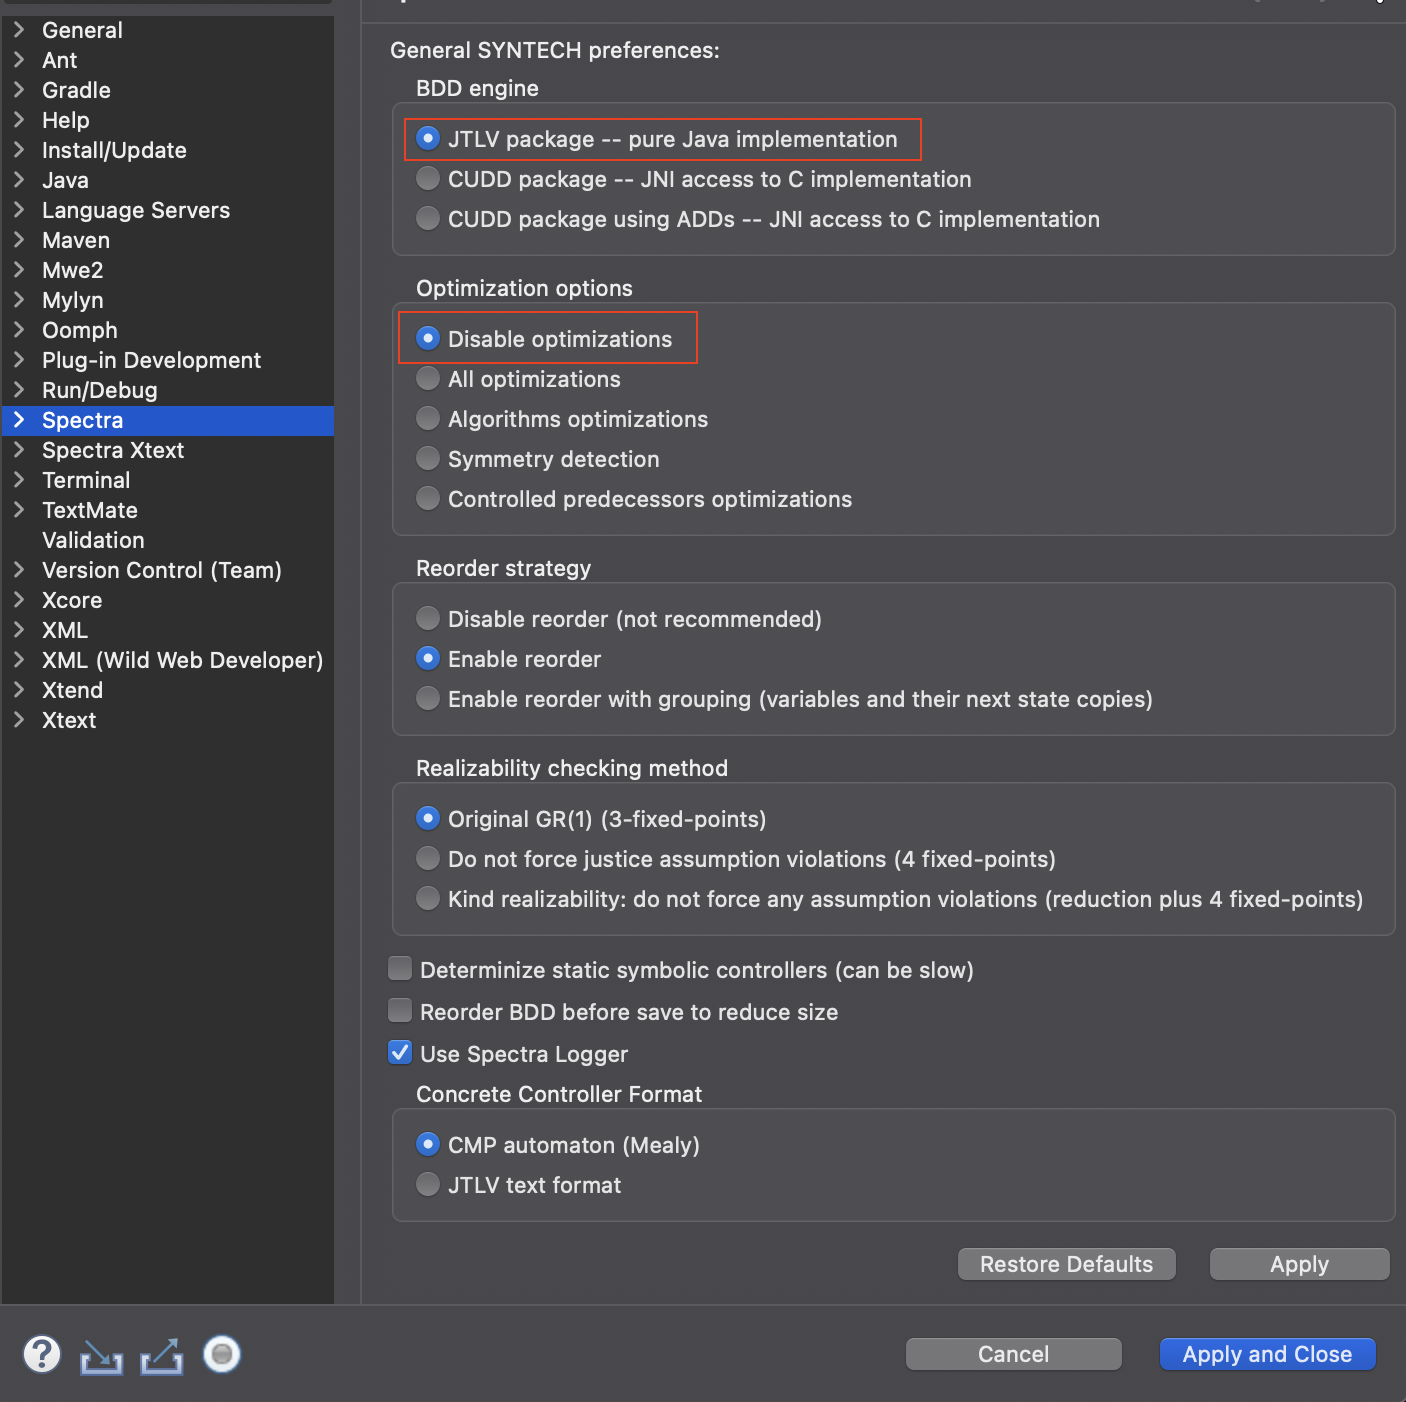 General
Ant
Gradle
Help
Install/Update
Java
Language Servers
Maven
Mwe2
Mylyn
Oomph
Plug-in Development
Run/Debug
Spectra
Spectra Xtext
Terminal
TextMate
Validation
Version Control (Team)
Xcore
XML
XML (Wild Web Developer)
Xtend
Xtext
General SYNTECH preferences:
BDD engine
JTLV package -- pure Java implementation
CUDD package -- JNI access to C implementation
CUDD package using ADDs -- JNI access to C implementation
Optimization options
Disable optimizations
All optimizations
Algorithms optimizations
Symmetry detection
Controlled predecessors optimizations
Reorder strategy
Disable reorder (not recommended)
Enable reorder
Enable reorder with grouping (variables and their next state copies)
Realizability checking method
Original GR(1) (3-fixed-points)
Do not force justice assumption violations (4 fixed-points)
Kind realizability: do not force any assumption violations (reduction plus 4 fixed-points)
Determinize static symbolic controllers (can be slow)
Reorder BDD before save to reduce size
Use Spectra Logger
Concrete Controller Format
CMP automaton (Mealy)
JTLV text format
Restore Defaults
Apply
?
Cancel
Apply and Close